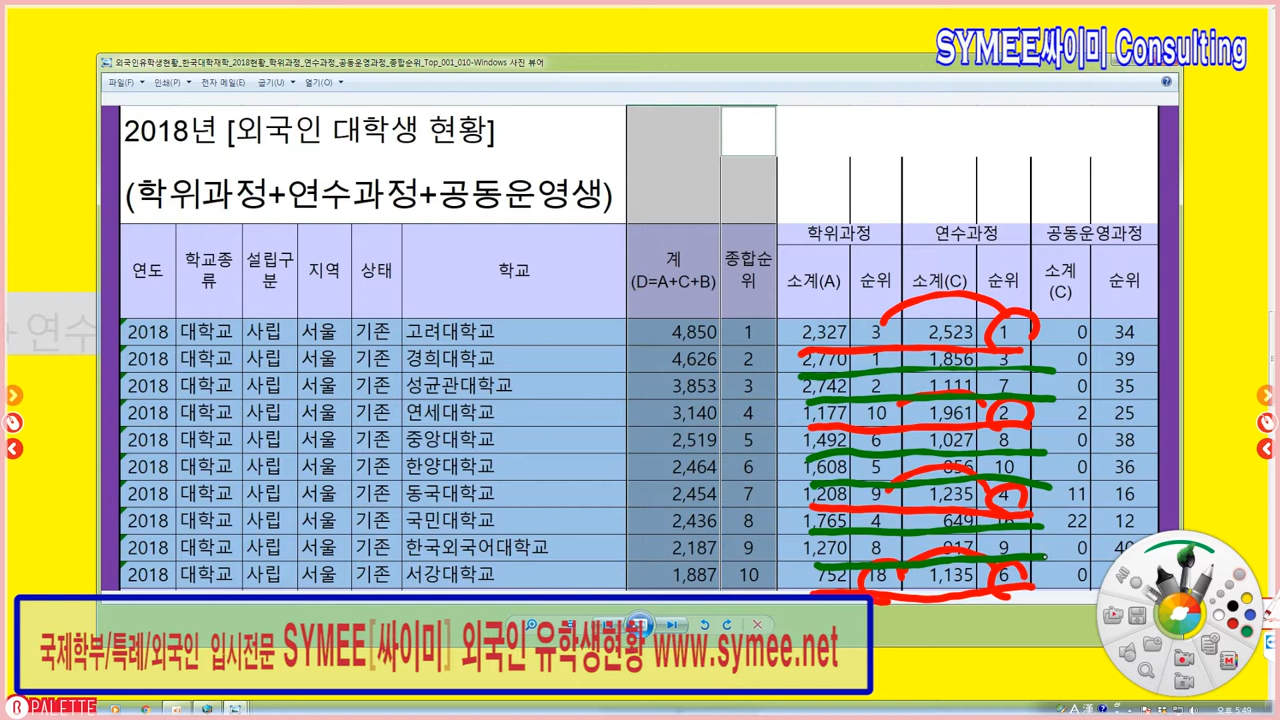 SYMEE싸이미 Consulting
외국인유학생현황_한국대학재학_2018현황_학위과정_연수과정_공동운영과정_종합순위_Top_001_010-Windows 사진 뷰어
파일(F) 인쇄(P) 전자 메일(E) 굽기(U) 열기(O)
2018년 [외국인 대학생 현황]
(학위과정+연수과정+공동운영생)
학위과정 연수과정 공동운영과정
연도 학교종류 설립구분 지역 상태 학교 계 (D=A+C+B) 종합순위 소계(A) 순위 소계(C) 순위 소계 (C) 순위
2018 대학교 사립 서울 기존 고려대학교 4,850 1 2,327 3 2,523 1 0 34
2018 대학교 사립 서울 기존 경희대학교 4,626 2 2,770 1 1,856 3 0 39
2018 대학교 사립 서울 기존 성균관대학교 3,853 3 2,742 2 1,111 7 0 35
2018 대학교 사립 서울 기존 연세대학교 3,140 4 1,177 10 1,961 2 2 25
2018 대학교 사립 서울 기존 중앙대학교 2,519 5 1,492 6 1,027 8 0 38
2018 대학교 사립 서울 기존 한양대학교 2,464 6 1,608 5 856 10 0 36
2018 대학교 사립 서울 기존 동국대학교 2,454 7 1,208 9 1,235 4 11 16
2018 대학교 사립 서울 기존 국민대학교 2,436 8 1,765 4 649 22 12
2018 대학교 사립 서울 기존 한국외국어대학교 2,187 9 1,270 8 917 9 0 40
2018 대학교 사립 서울 기존 서강대학교 1,887 10 752 18 1,135 6 0
국제학부/특례/외국인 입시전문 SYMEE[싸이미] 외국인 유학생현황 www.symee.net
PALETTE
오후 5:49